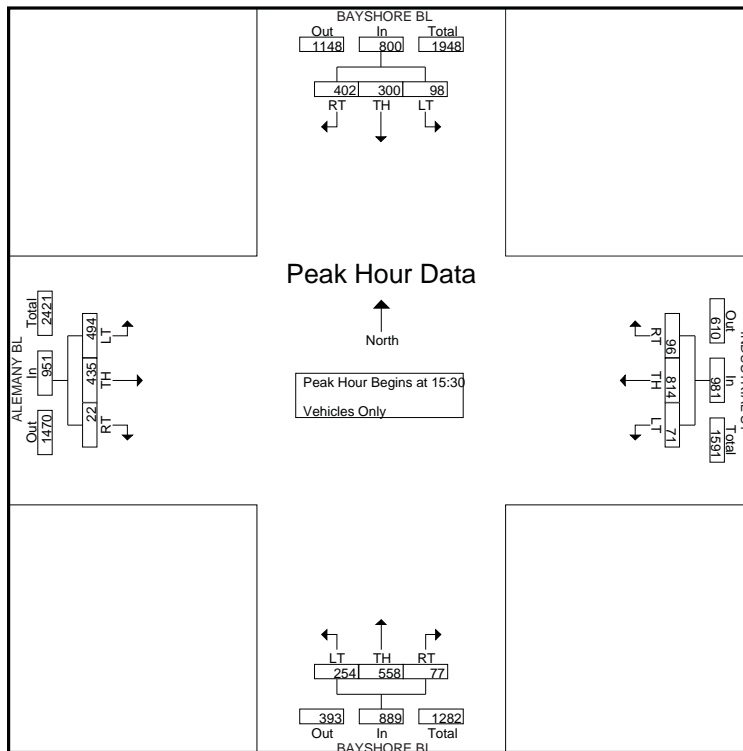 BAYSHORE BL
Out In Total
1148 800 1948
402 300 98
RT TH LT
Peak Hour Data
North
Peak Hour Begins at 15:30
Vehicles Only
ALEMANY BL
Total In Out
2421 951 1470
494 435 22
LT TH RT
Out In Total
610 981 1591
96 814 71
RT TH LT
LT TH RT
254 558 77
393 889 1282
Out In Total
BAYSHORE BL